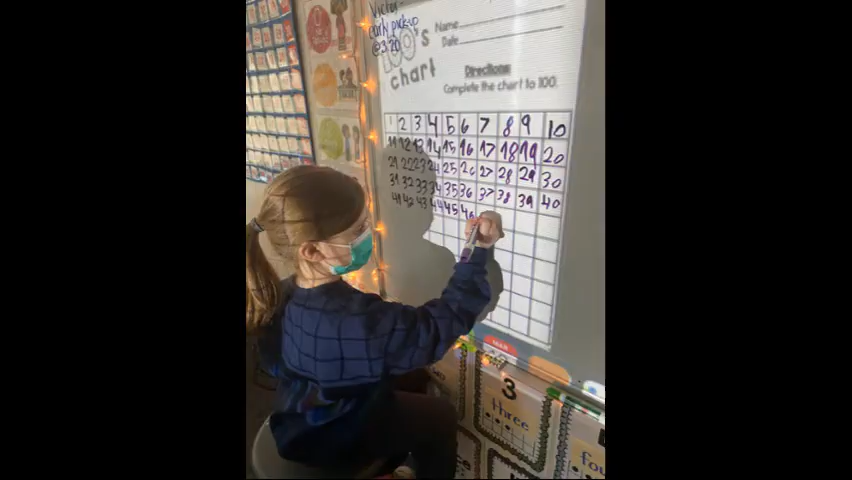 Victor-
early pick-up
@3:20
100's
chart
Name
Date
Directions:
Complete the chart to 100.
1 2 3 4 5 6 7 8 9 10
11 12 13 14 15 16 17 18 19 20
21 22 23 24 25 26 27 28 29 30
31 32 33 34 35 36 37 38 39 40
41 42 43 44 45 46
3
three